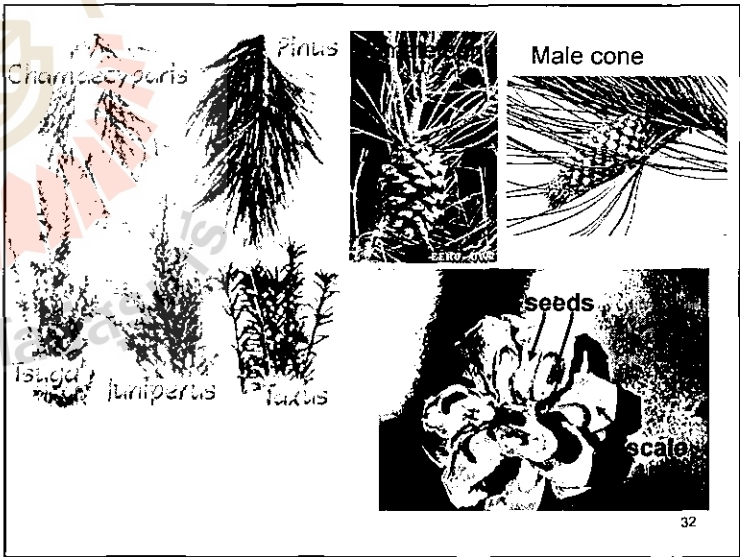 Chamaecyparis
Pinus
Tsuga
Juniperus
Taxus
Male cone
seeds
scale
32